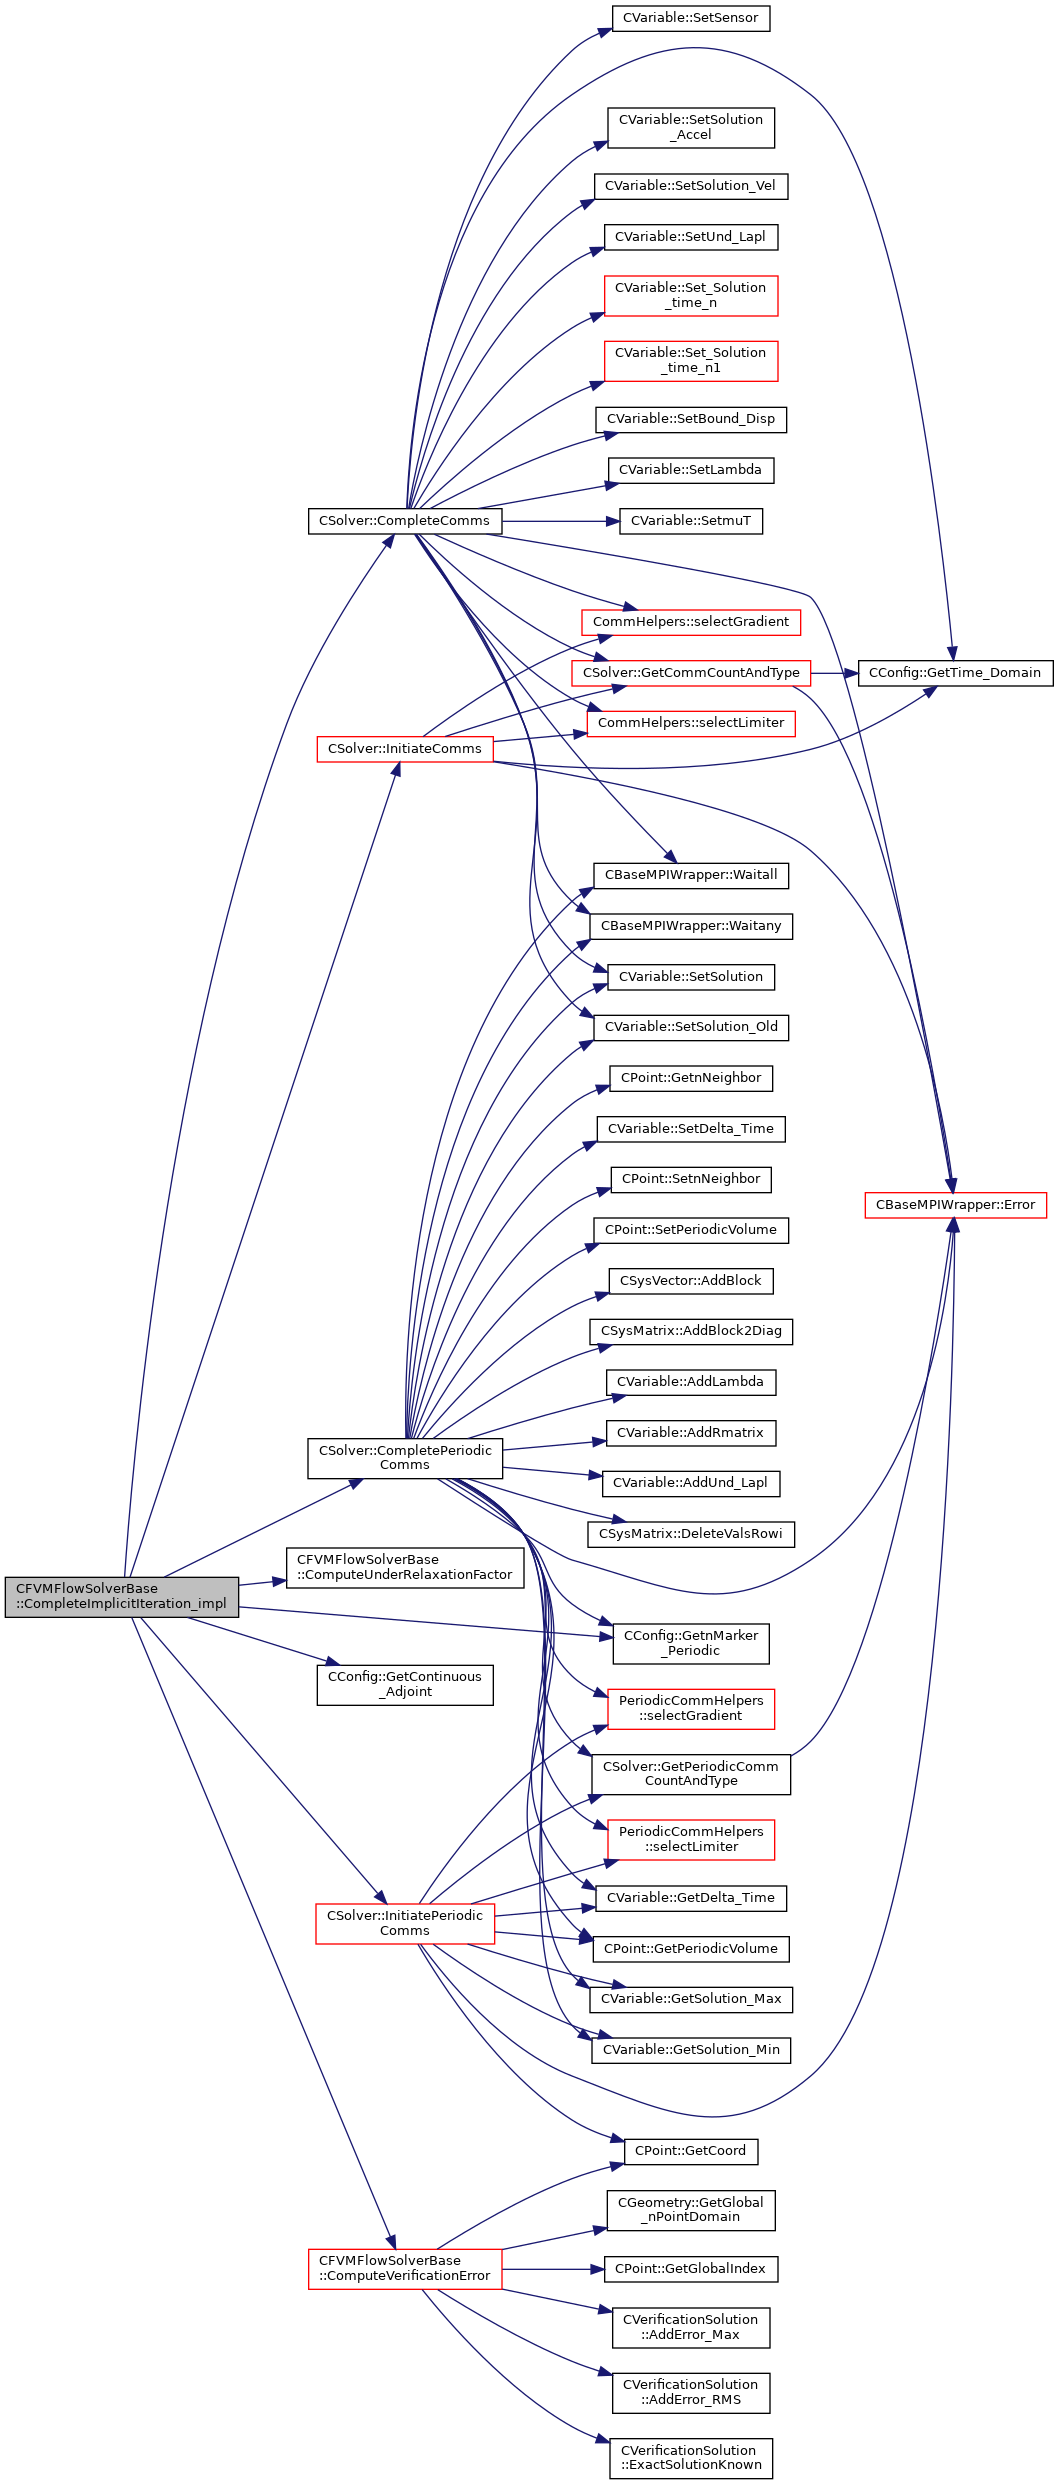 CVariable::SetSensor
CVariable::SetSolution
_Accel
CVariable::SetSolution_Vel
CVariable::SetUnd_Lapl
CVariable::Set_Solution
_time_n
CVariable::Set_Solution
_time_n1
CVariable::SetBound_Disp
CVariable::SetLambda
CSolver::CompleteComms
CVariable::SetmuT
CommHelpers::selectGradient
CSolver::GetCommCountAndType
CConfig::GetTime_Domain
CommHelpers::selectLimiter
CSolver::InitiateComms
CBaseMPIWrapper::Waitall
CBaseMPIWrapper::Waitany
CVariable::SetSolution
CVariable::SetSolution_Old
CPoint::GetnNeighbor
CVariable::SetDelta_Time
CPoint::SetnNeighbor
CBaseMPIWrapper::Error
CPoint::SetPeriodicVolume
CSysVector::AddBlock
CSysMatrix::AddBlock2Diag
CVariable::AddLambda
CVariable::AddRmatrix
CSolver::CompletePeriodic
Comms
CVariable::AddUnd_Lapl
CSysMatrix::DeleteValsRowi
CFVMFlowSolverBase
::ComputeUnderRelaxationFactor
CFVMFlowSolverBase
::CompleteImplicitIteration_impl
CConfig::GetnMarker
_Periodic
CConfig::GetContinuous
_Adjoint
PeriodicCommHelpers
::selectGradient
CSolver::GetPeriodicComm
CountAndType
PeriodicCommHelpers
::selectLimiter
CVariable::GetDelta_Time
CSolver::InitiatePeriodic
Comms
CPoint::GetPeriodicVolume
CVariable::GetSolution_Max
CVariable::GetSolution_Min
CPoint::GetCoord
CGeometry::GetGlobal
_nPointDomain
CFVMFlowSolverBase
::ComputeVerificationError
CPoint::GetGlobalIndex
CVerificationSolution
::AddError_Max
CVerificationSolution
::AddError_RMS
CVerificationSolution
::ExactSolutionKnown